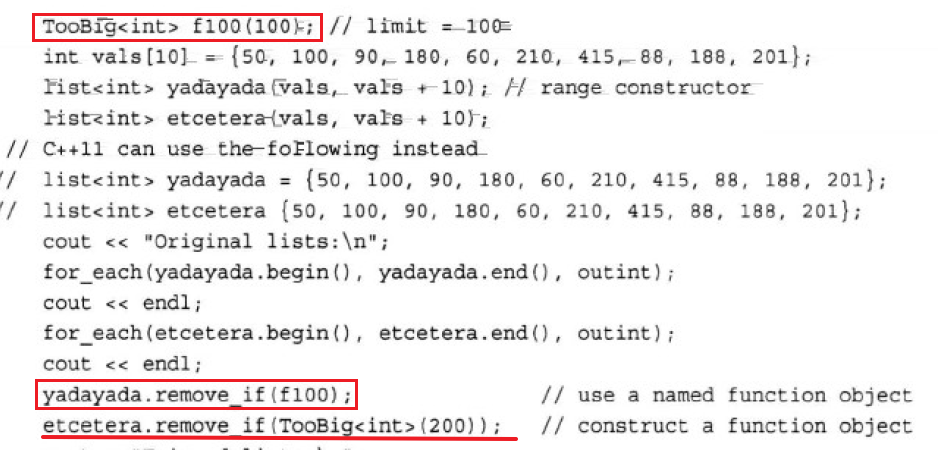 TooBig<int> f100(100); // limit = 100
int vals[10] = {50, 100, 90, 180, 60, 210, 415, 88, 188, 201};
list<int> yadayada(vals, vals + 10); // range constructor
list<int> etcetera(vals, vals + 10);
// C++11 can use the following instead
// list<int> yadayada = {50, 100, 90, 180, 60, 210, 415, 88, 188, 201};
// list<int> etcetera {50, 100, 90, 180, 60, 210, 415, 88, 188, 201};
cout << "Original lists:\n";
for_each(yadayada.begin(), yadayada.end(), outint);
cout << endl;
for_each(etcetera.begin(), etcetera.end(), outint);
cout << endl;
yadayada.remove_if(f100); // use a named function object
etcetera.remove_if(TooBig<int>(200)); // construct a function object